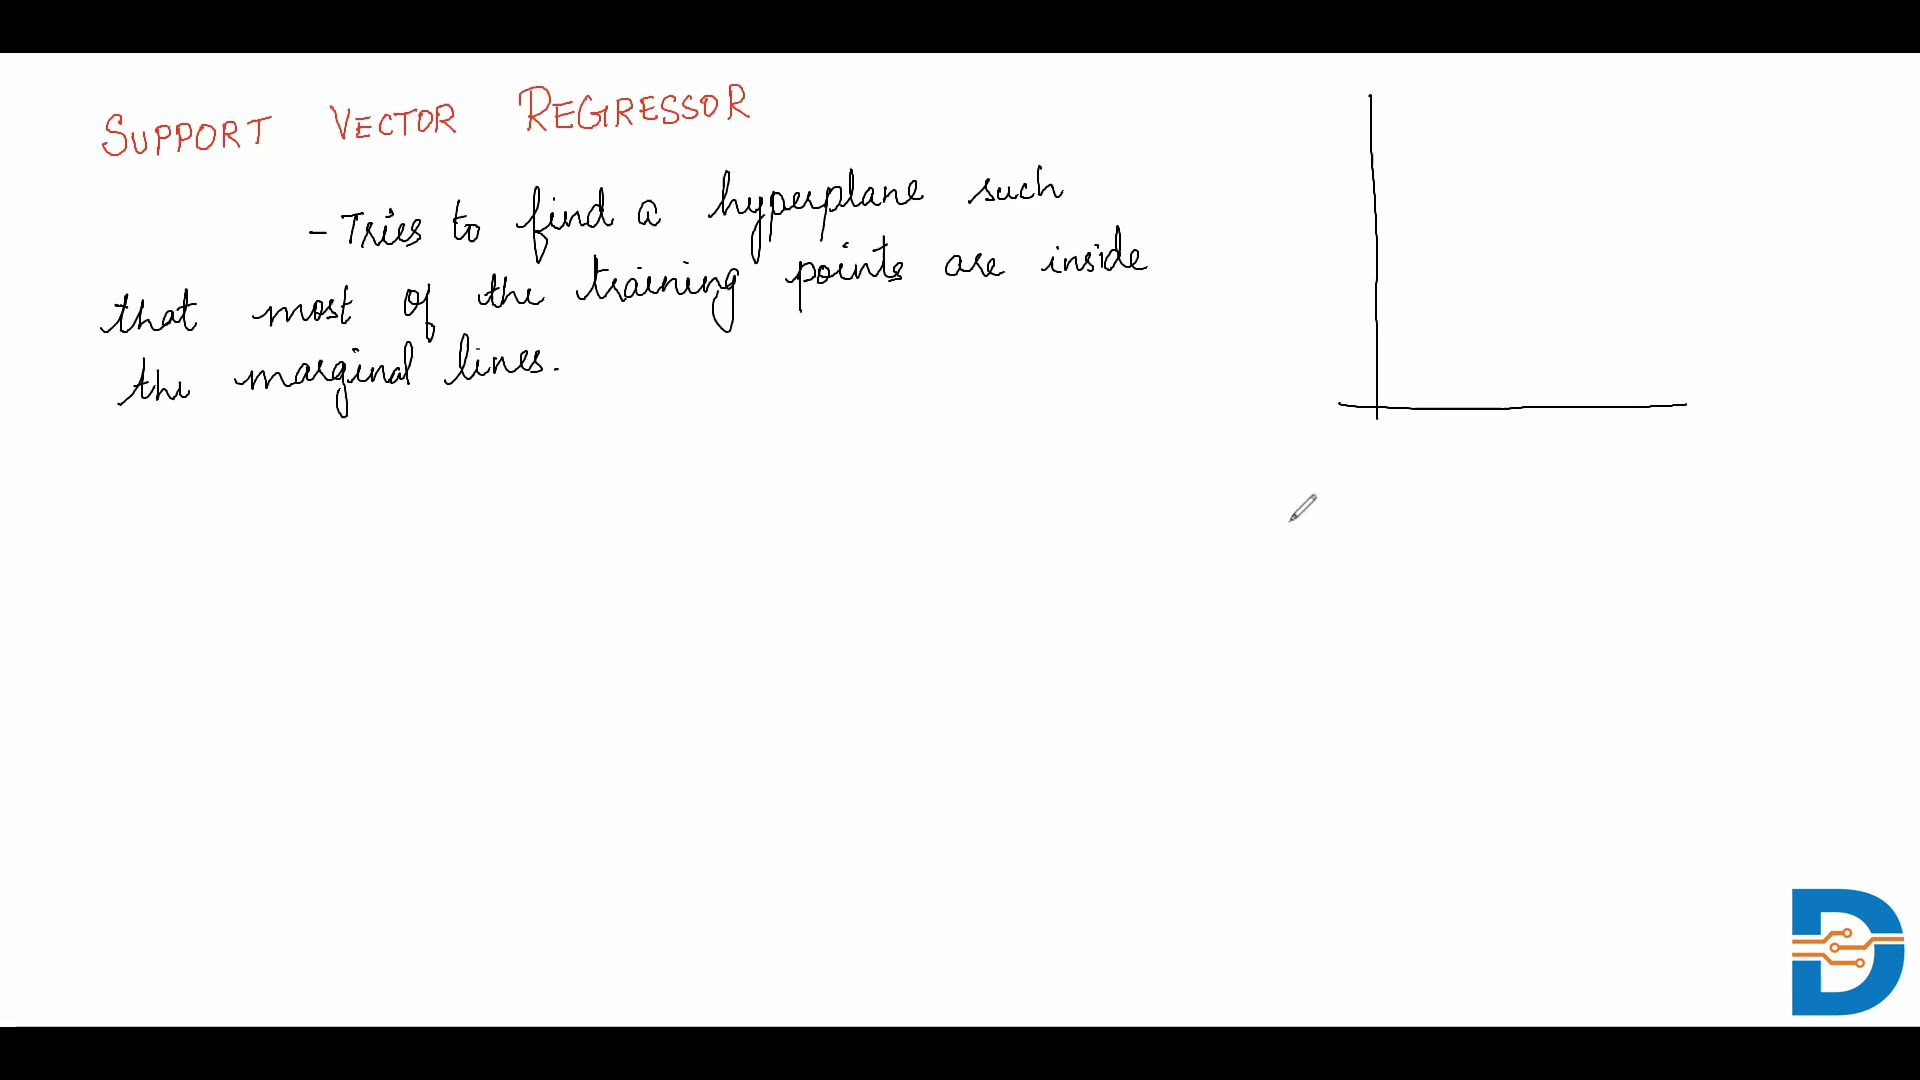 SUPPORT VECTOR REGRESSOR
- Tries to find a hyperplane such
that most of the training points are inside
the marginal lines.